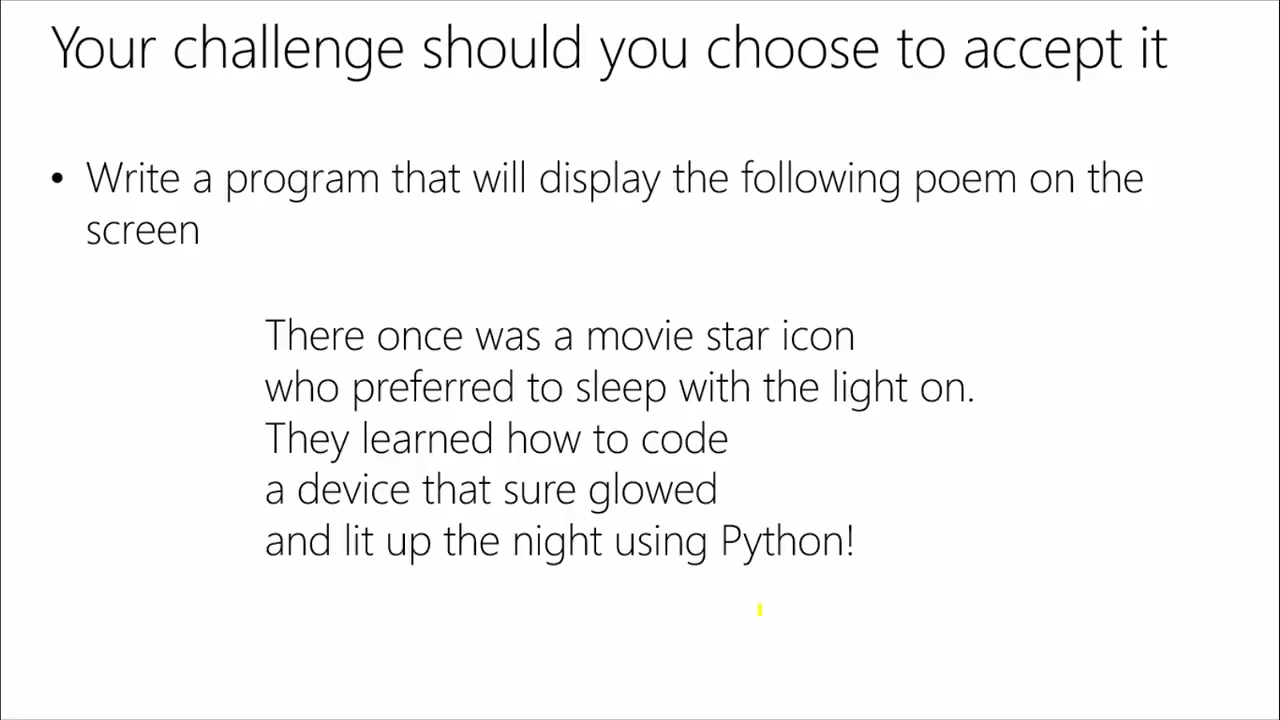 Your challenge should you choose to accept it
• Write a program that will display the following poem on the
screen
There once was a movie star icon
who preferred to sleep with the light on.
They learned how to code
a device that sure glowed
and lit up the night using Python!